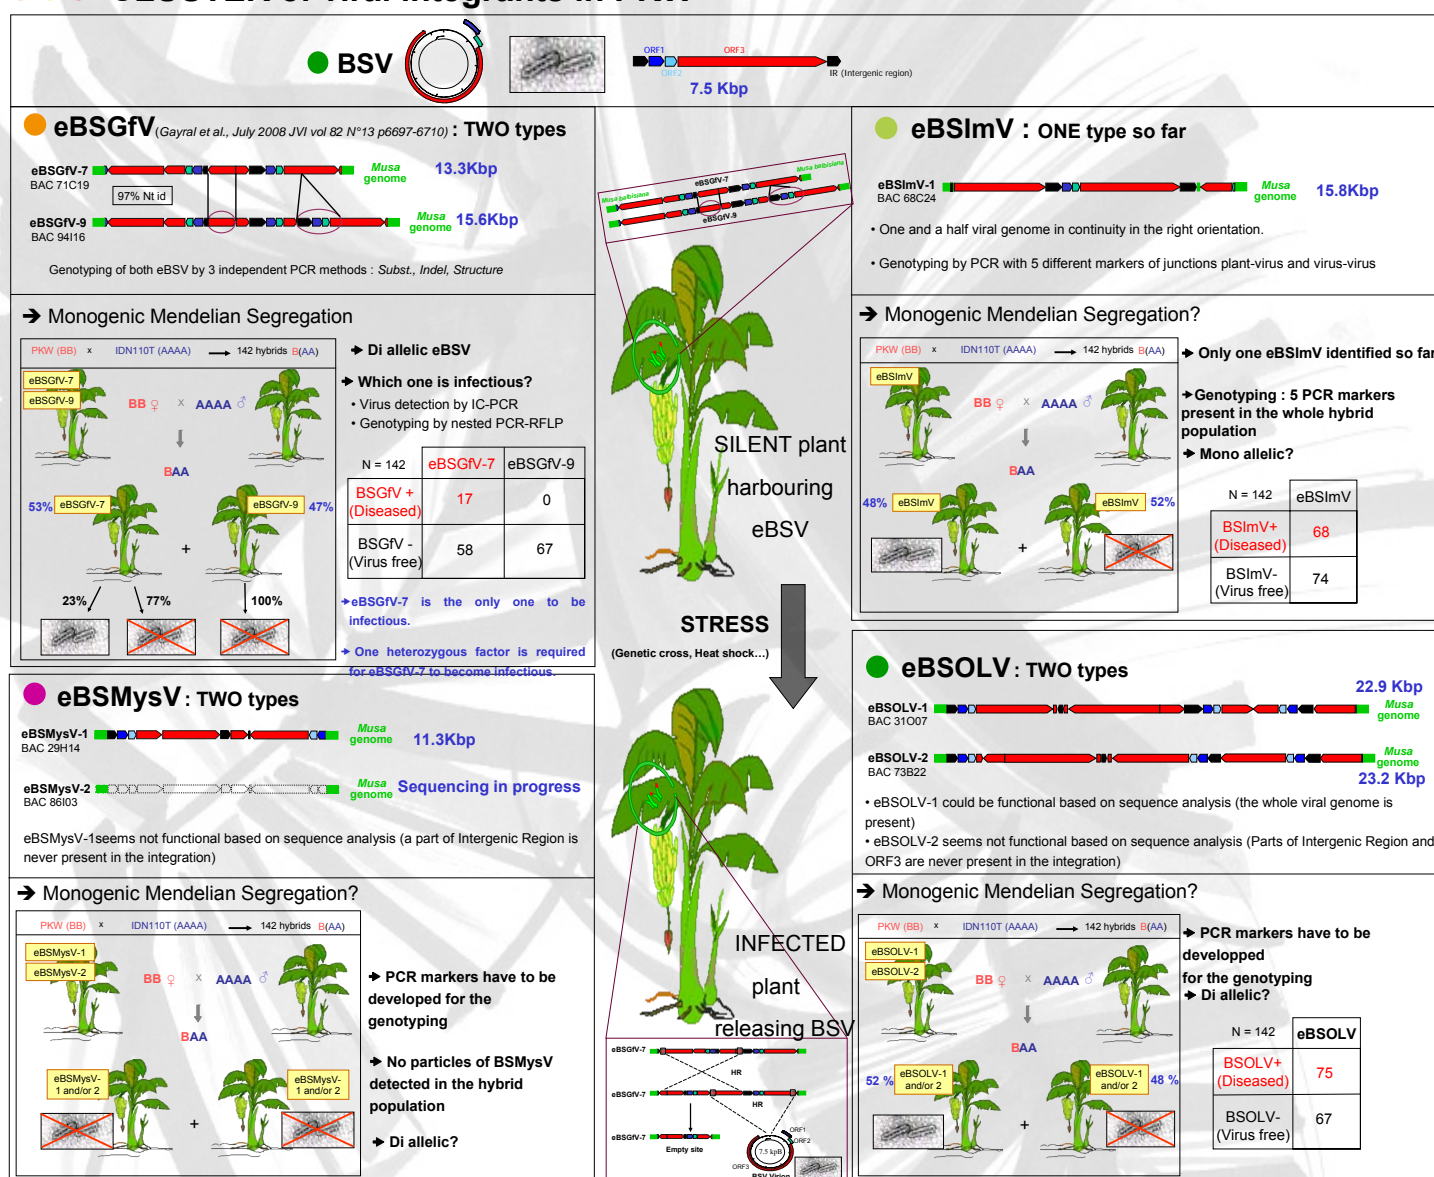 BSV
ORF1
ORF3
ORF2
IR (Intergenic region)
7.5 Kbp
eBSGfV(Gayral et al., July 2008 JVI vol 82 N°13 p6697-6710) : TWO types
eBSGfV-7
BAC 71C19
Musa
genome
13.3Kbp
97% Nt id
eBSGfV-9
BAC 94I16
Musa
genome
15.6Kbp
Genotyping of both eBSV by 3 independent PCR methods : Subst., Indel, Structure
➔ Monogenic Mendelian Segregation
PKW (BB) x IDN110T (AAAA) 142 hybrids B(AA)
eBSGfV-7
eBSGfV-9
BB ♀ X AAAA ♂
BAA
53% eBSGfV-7
eBSGfV-9 47%
+
23%
77%
100%
Di allelic eBSV
Which one is infectious?
• Virus detection by IC-PCR
• Genotyping by nested PCR-RFLP
N = 142 eBSGfV-7 eBSGfV-9
BSGfV + (Diseased) 17 0
BSGfV - (Virus free) 58 67
eBSGfV-7 is the only one to be
infectious.
One heterozygous factor is required
for eBSGfV-7 to become infectious.
eBSMysV : TWO types
eBSMysV-1
BAC 29H14
Musa
genome
11.3Kbp
eBSMysV-2
BAC 86I03
Musa
genome
Sequencing in progress
eBSMysV-1seems not functional based on sequence analysis (a part of Intergenic Region is
never present in the integration)
➔ Monogenic Mendelian Segregation?
PKW (BB) x IDN110T (AAAA) 142 hybrids B(AA)
eBSMysV-1
eBSMysV-2
BB ♀ X AAAA ♂
BAA
eBSMysV-
1 and/or 2
eBSMysV-
1 and/or 2
+
PCR markers have to be
developed for the
genotyping
No particles of BSMysV
detected in the hybrid
population
Di allelic?
Musa balbisiana
eBSGfV-7
Musa balbisiana
eBSGfV-9
SILENT plant
harbouring
eBSV
STRESS
(Genetic cross, Heat shock...)
INFECTED
plant
releasing BSV
eBSGfV-7
HR
eBSGfV-7
HR
eBSGfV-7
Empty site
ORF1
ORF2
7.5 kpB
ORF3
BSV Virion
eBSImV : ONE type so far
eBSImV-1
BAC 68C24
Musa
genome
15.8Kbp
• One and a half viral genome in continuity in the right orientation.
• Genotyping by PCR with 5 different markers of junctions plant-virus and virus-virus
➔ Monogenic Mendelian Segregation?
PKW (BB) x IDN110T (AAAA) 142 hybrids B(AA)
eBSImV
BB ♀ X AAAA ♂
BAA
48% eBSImV
eBSImV 52%
+
Only one eBSImV identified so far
Genotyping : 5 PCR markers
present in the whole hybrid
population
Mono allelic?
N = 142 eBSImV
BSImV+ (Diseased) 68
BSImV- (Virus free) 74
eBSOLV : TWO types
22.9 Kbp
eBSOLV-1
BAC 31O07
Musa
genome
eBSOLV-2
BAC 73B22
Musa
genome
23.2 Kbp
• eBSOLV-1 could be functional based on sequence analysis (the whole viral genome is
present)
• eBSOLV-2 seems not functional based on sequence analysis (Parts of Intergenic Region and
ORF3 are never present in the integration)
➔ Monogenic Mendelian Segregation?
PKW (BB) x IDN110T (AAAA) 142 hybrids B(AA)
eBSOLV-1
eBSOLV-2
BB ♀ X AAAA ♂
BAA
52 % eBSOLV-1
and/or 2
eBSOLV-1
and/or 2 48 %
+
PCR markers have to be
developped
for the genotyping
Di allelic?
N = 142 eBSOLV
BSOLV+ (Diseased) 75
BSOLV- (Virus free) 67